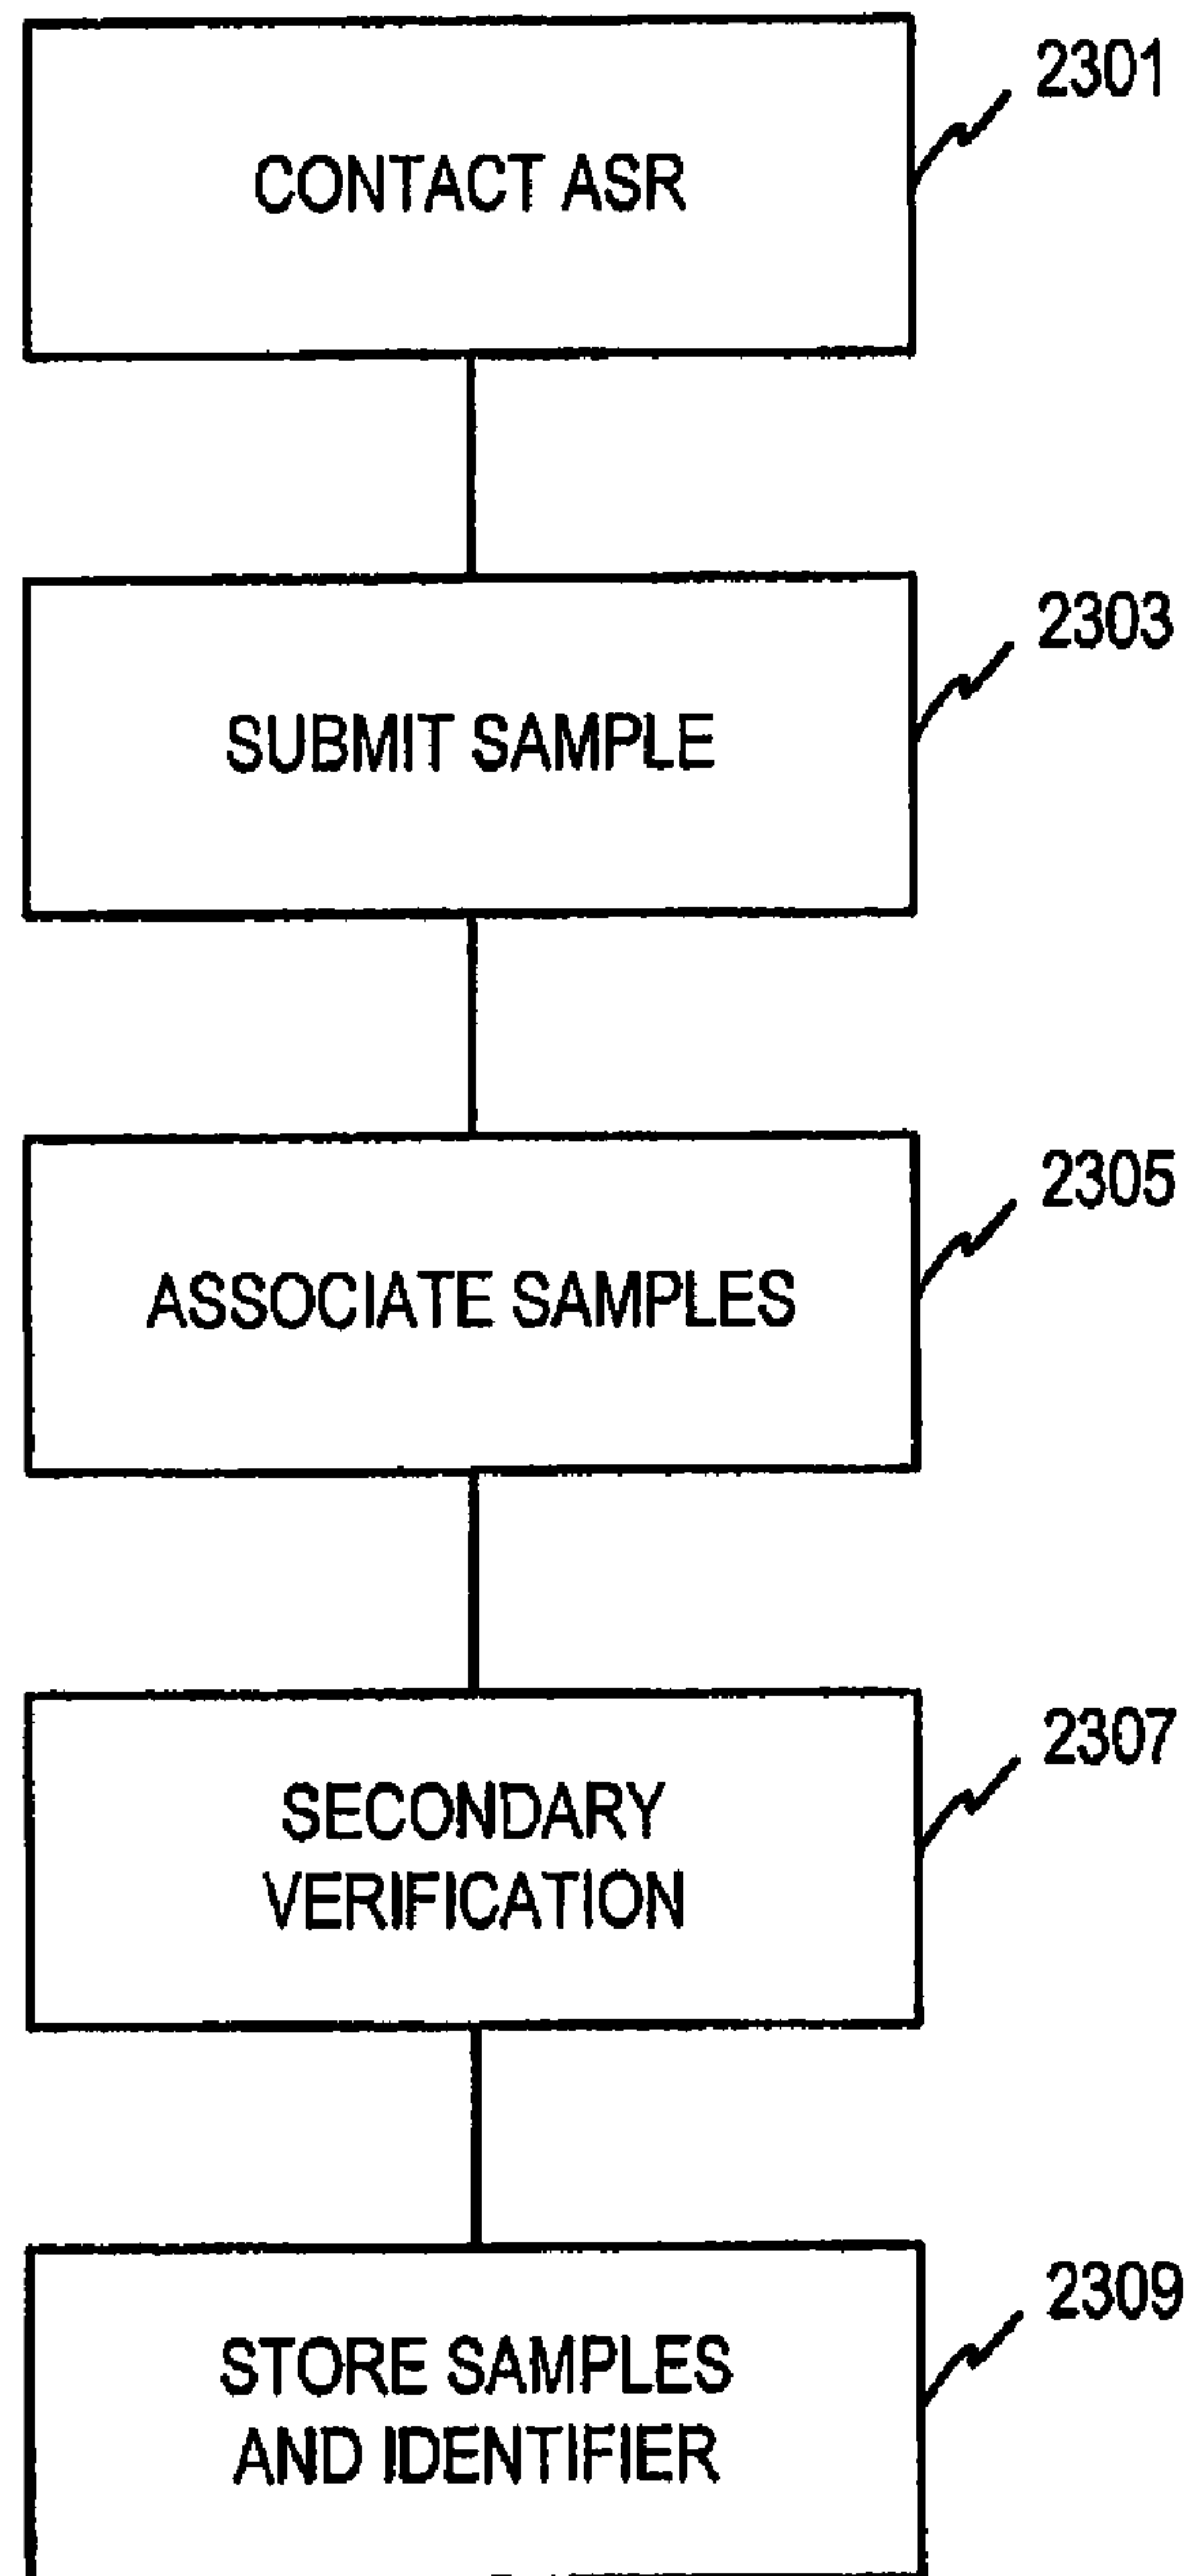 CONTACT ASR
2301
SUBMIT SAMPLE
2303
ASSOCIATE SAMPLES
2305
SECONDARY
VERIFICATION
2307
STORE SAMPLES
AND IDENTIFIER
2309